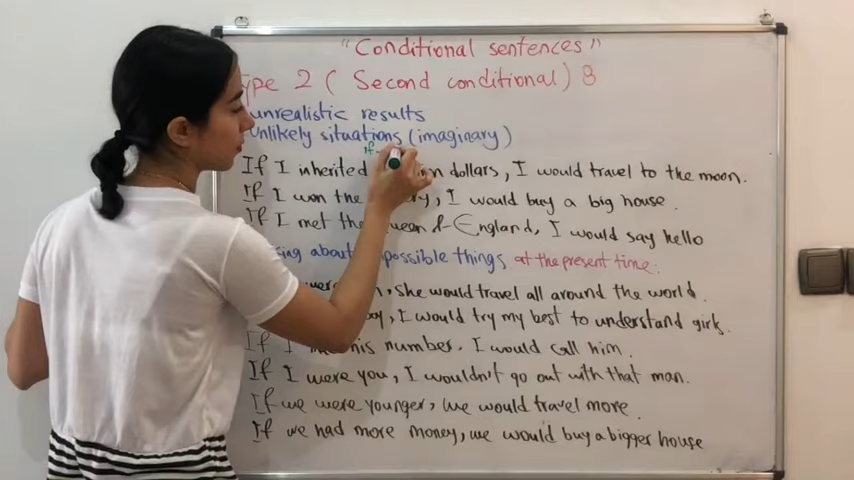 "Conditional sentences"
ype 2 (Second conditional) :
unrealistic results
Unlikely situations (imaginary)
If
If I inherited dollars, I would travel to the moon.
If I won the I would buy a big house.
If I met the of England, I would say hello
about things at the present time.
she would travel all around the world.
I would try my best to understand girls.
If I his number. I would call him.
If I were you, I wouldn't go out with that man.
If we were younger, we would travel more.
If we had more money, we would buy a bigger house